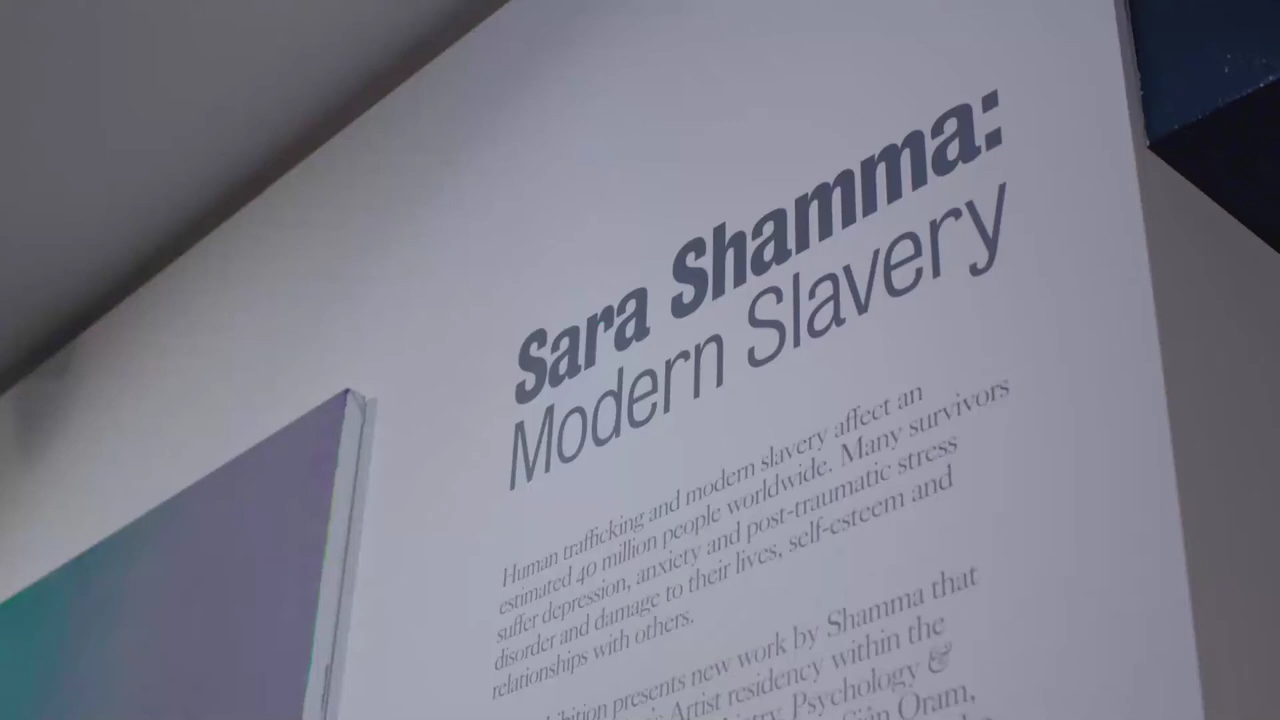 Sara Shamma:
Modern Slavery
Human trafficking and modern slavery affect an
estimated 40 million people worldwide. Many survivors
suffer depression, anxiety and post-traumatic stress
disorder and damage to their lives, self-esteem and
relationships with others.
presents new work by Shamma that
Artist residency within the
Psychology &
Siân Oram,